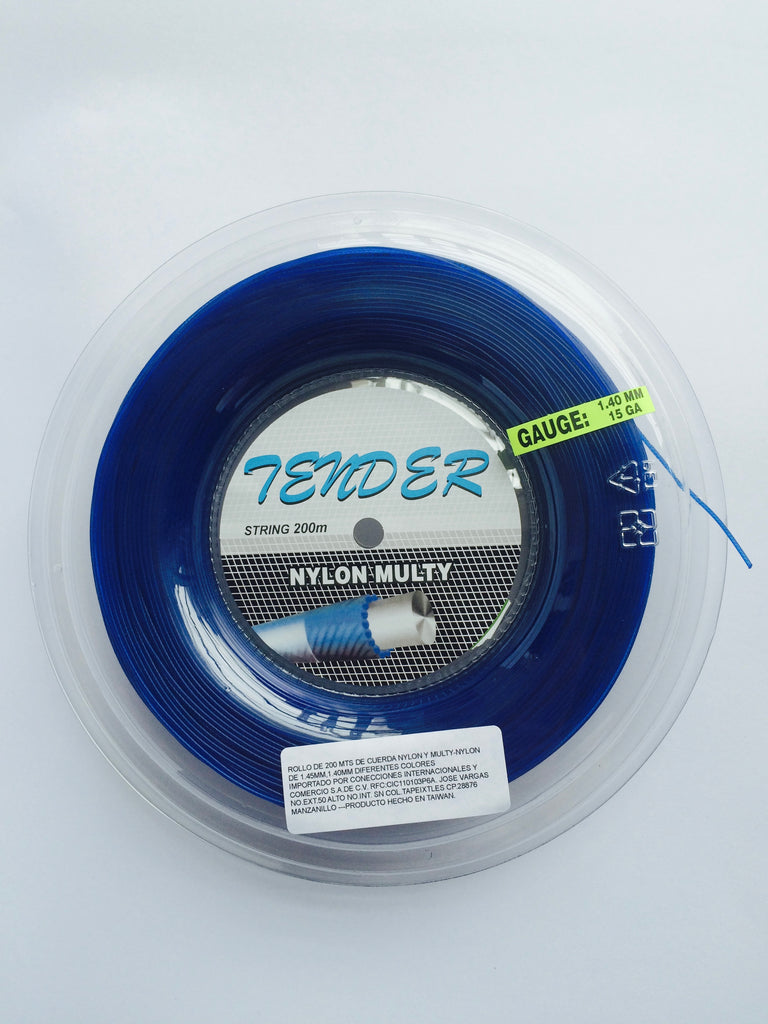 TENDER
STRING 200m
NYLON MULTY
GAUGE: 1.40 MM
15 GA
ROLLO DE 200 MTS DE CUERDA NYLON Y MULTY-NYLON
DE 1.45MM,1.40MM DIFERENTES COLORES
IMPORTADO POR CONECCIONES INTERNACIONALES Y
COMERCIO S.A.DE C.V. RFC:CIC110103P6A. JOSE VARGAS
NO.EXT.50 ALTO NO.INT. SN COL.TAPEIXTLES CP.28876
MANZANILLO ---PRODUCTO HECHO EN TAIWAN.